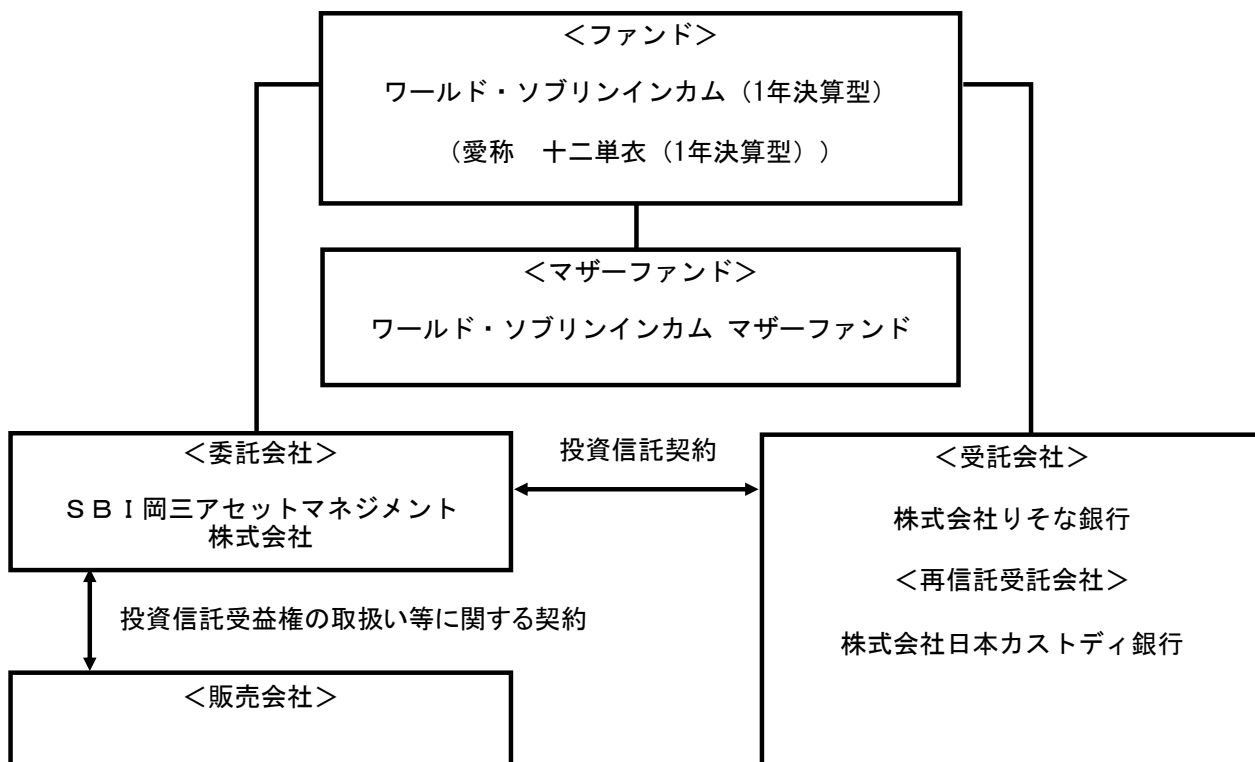 ＜ファンド＞
ワールド・ソブリンインカム（1年決算型）
（愛称　十二単衣（1年決算型））
＜マザーファンド＞
ワールド・ソブリンインカム マザーファンド
＜委託会社＞
ＳＢＩ岡三アセットマネジメント
株式会社
投資信託契約
＜受託会社＞
株式会社りそな銀行
＜再信託受託会社＞
株式会社日本カストディ銀行
投資信託受益権の取扱い等に関する契約
＜販売会社＞